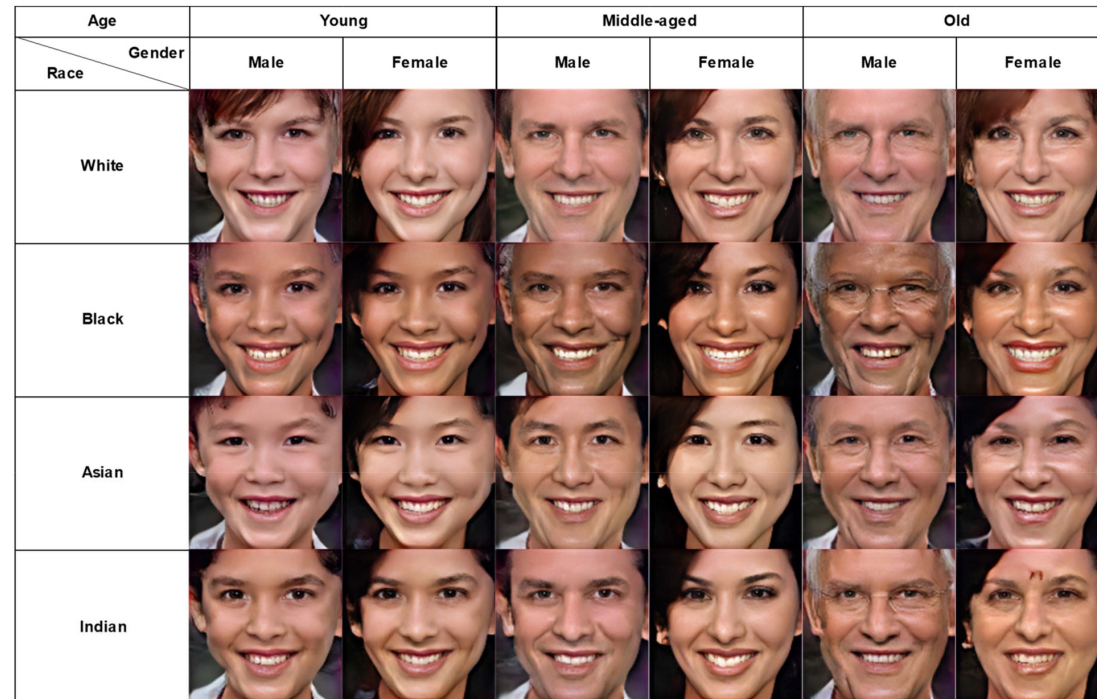 Age Young Middle-aged Old
Gender
Race
Male Female Male Female Male Female
White
Black
Asian
Indian